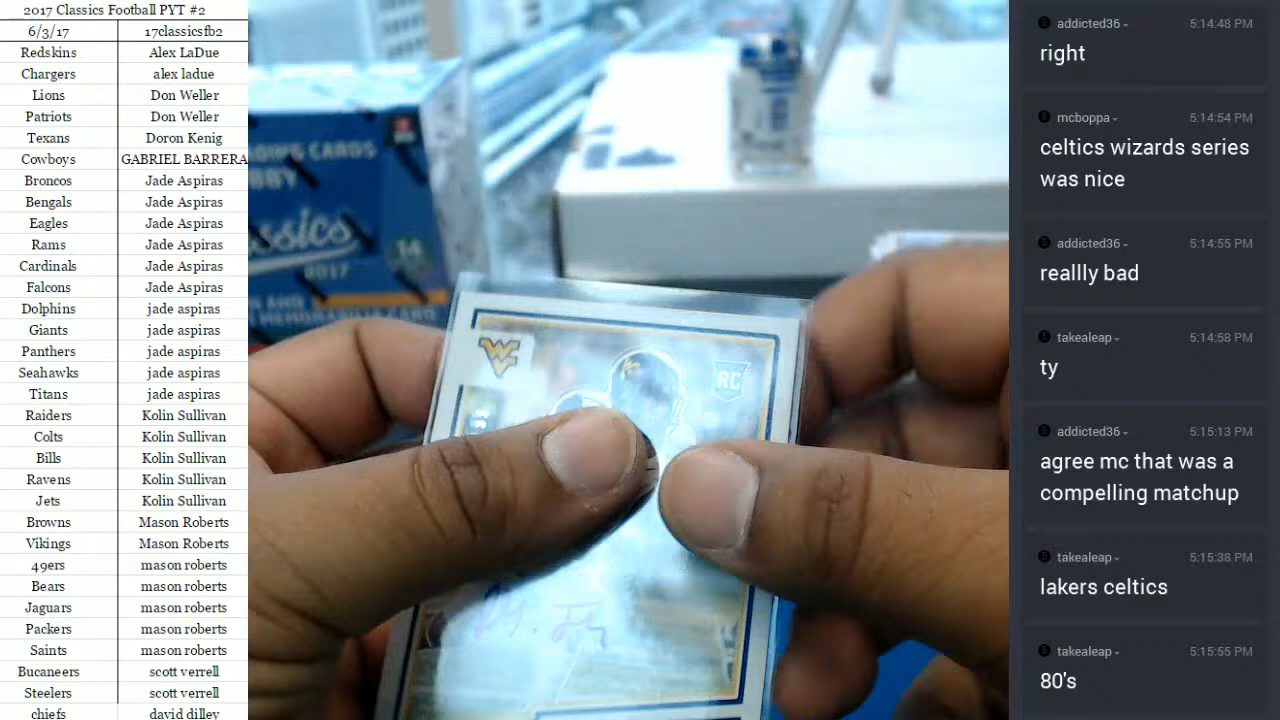 2017 Classics Football PYT #2
6/3/17 17classicsfb2
Redskins Alex LaDue
Chargers alex ladue
Lions Don Weller
Patriots Don Weller
Texans Doron Kenig
Cowboys GABRIEL BARRERA
Broncos Jade Aspiras
Bengals Jade Aspiras
Eagles Jade Aspiras
Rams Jade Aspiras
Cardinals Jade Aspiras
Falcons Jade Aspiras
Dolphins jade aspiras
Giants jade aspiras
Panthers jade aspiras
Seahawks jade aspiras
Titans jade aspiras
Raiders Kolin Sullivan
Colts Kolin Sullivan
Bills Kolin Sullivan
Ravens Kolin Sullivan
Jets Kolin Sullivan
Browns Mason Roberts
Vikings Mason Roberts
49ers mason roberts
Bears mason roberts
Jaguars mason roberts
Packers mason roberts
Saints mason roberts
Bucaneers scott verrell
Steelers scott verrell
chiefs david dilley
CARDS
2017
14
MEMORABILIA CARD
WV
RC
addicted36 5:14:48 PM
right
mcboppa 5:14:54 PM
celtics wizards series
was nice
addicted36 5:14:55 PM
reallly bad
takealeap 5:14:58 PM
ty
addicted36 5:15:13 PM
agree mc that was a
compelling matchup
takealeap 5:15:38 PM
lakers celtics
takealeap 5:15:55 PM
80's